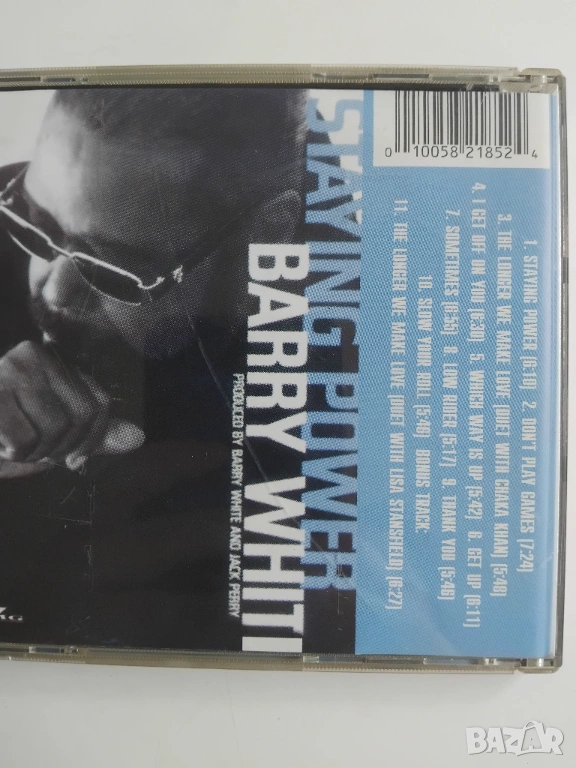 0 10058 21852 4
1. STAYING POWER (6:10) 2. DON'T PLAY GAMES (7:24)
3. THE LONGER WE MAKE LOVE (DUET WITH CHAKA KHAN) (5:48)
4. I GET OFF ON YOU (6:39) 5. WHICH WAY IS UP (5:42) 6. GET UP (6:11)
7. SOMETIMES (6:55) 8. LOW RIDER (5:17) 9. THANK YOU (5:46)
10. SLOW YOUR ROLL (5:45) BONUS TRACK:
11. THE LONGER WE MAKE LOVE (DUET WITH LISA STANSFIELD) (6:27)
STAYING POWER
BARRY WHIT
PRODUCED BY BARRY WHITE AND JACK PERRY
BAZAR